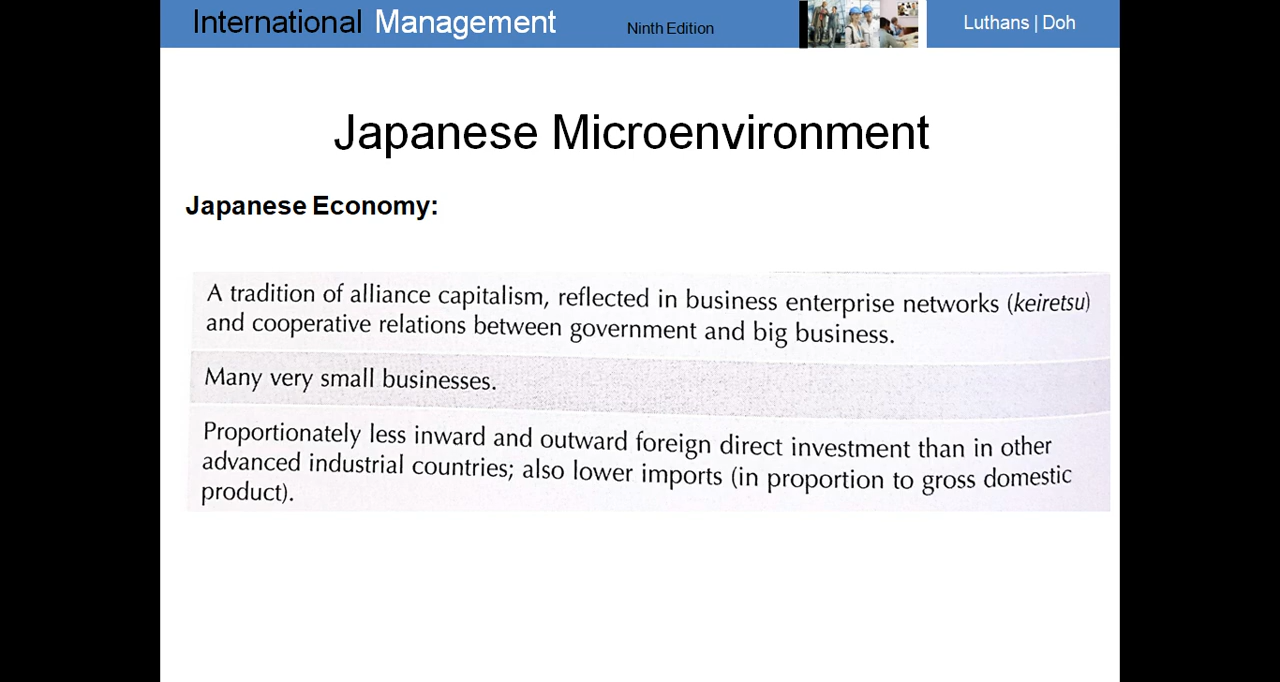 International Management Ninth Edition Luthans | Doh
Japanese Microenvironment
Japanese Economy:
A tradition of alliance capitalism, reflected in business enterprise networks (keiretsu)
and cooperative relations between government and big business.
Many very small businesses.
Proportionately less inward and outward foreign direct investment than in other
advanced industrial countries; also lower imports (in proportion to gross domestic
product).